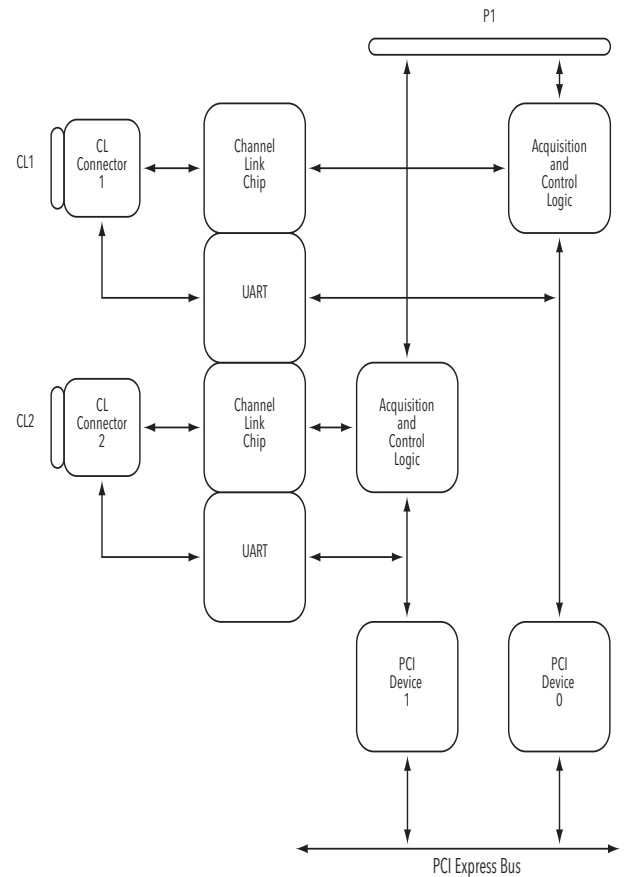 P1
CL1
CL
Connector
1
Channel
Link
Chip
Acquisition
and
Control
Logic
UART
CL2
CL
Connector
2
Channel
Link
Chip
Acquisition
and
Control
Logic
UART
PCI
Device
1
PCI
Device
0
PCI Express Bus